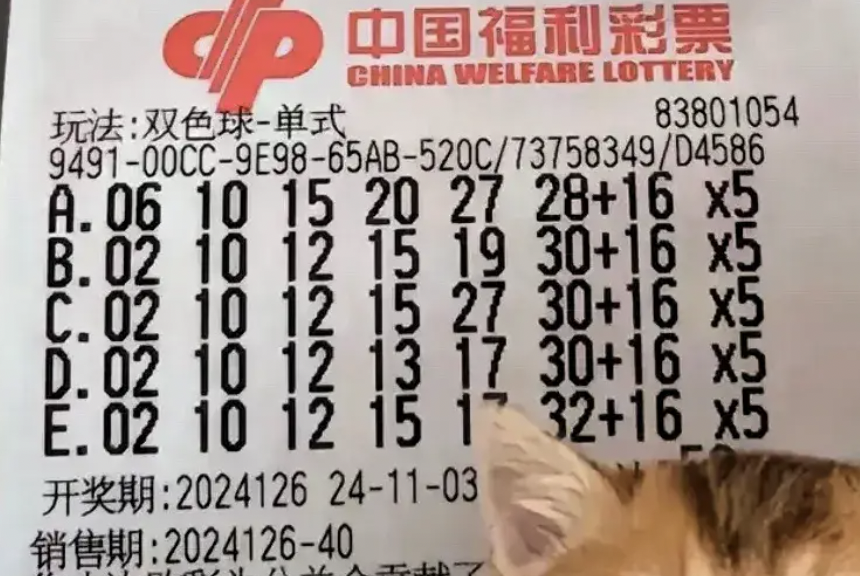 中国福利彩票
CHINA WELFARE LOTTERY
玩法:双色球-单式 83801054
9491-00CC-9E98-65AB-520C/73758349/D4586
A.06 10 15 20 27 28+16 x5
B.02 10 12 15 19 30+16 x5
C.02 10 12 15 27 30+16 x5
D.02 10 12 13 17 30+16 x5
E.02 10 12 15 32+16 x5
开奖期:2024126 24-11-03
销售期:2024126-40